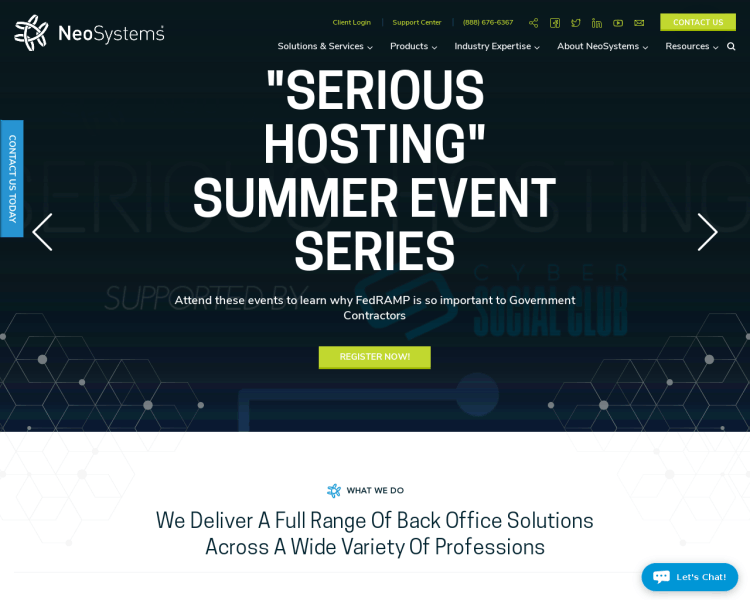 Client Login
Support Center
(888) 676-6367
CONTACT US
NeoSystems®
Solutions & Services
Products
Industry Expertise
About NeoSystems
Resources
CONTACT US TODAY
"SERIOUS
HOSTING"
SUMMER EVENT
SERIES
SERIOUS HOSTING
SUPPORTED BY
CYBER
SOCIAL CLUB
Attend these events to learn why FedRAMP is so important to Government
Contractors
REGISTER NOW!
WHAT WE DO
We Deliver A Full Range Of Back Office Solutions
Across A Wide Variety Of Professions
Let's Chat!